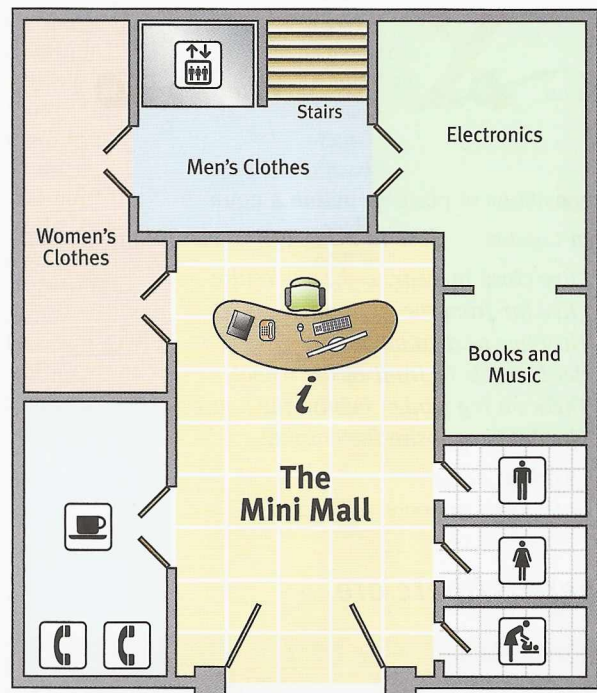 Stairs
Electronics
Men's Clothes
Women's
Clothes
Books and
Music
i
The
Mini Mall